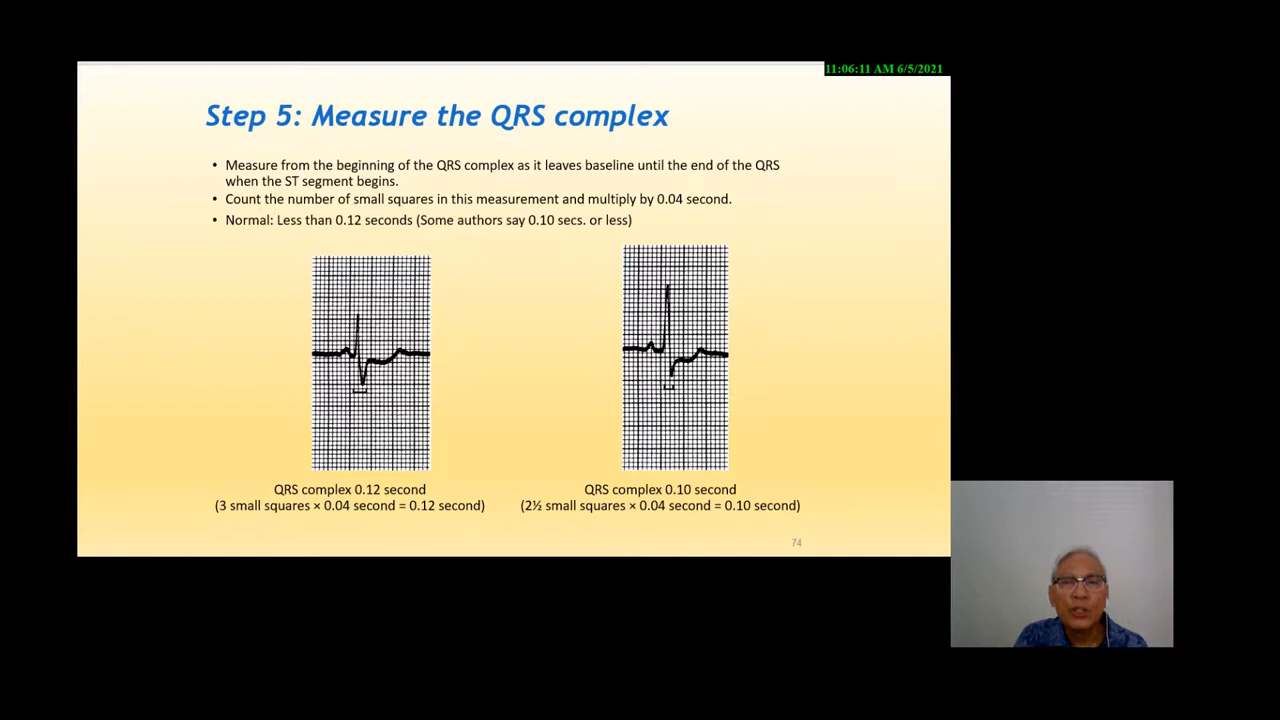 11:06:11 AM 6/5/2021
Step 5: Measure the QRS complex
• Measure from the beginning of the QRS complex as it leaves baseline until the end of the QRS
when the ST segment begins.
• Count the number of small squares in this measurement and multiply by 0.04 second.
• Normal: Less than 0.12 seconds (Some authors say 0.10 secs. or less)
QRS complex 0.12 second
(3 small squares × 0.04 second = 0.12 second)
QRS complex 0.10 second
(2½ small squares × 0.04 second = 0.10 second)
74